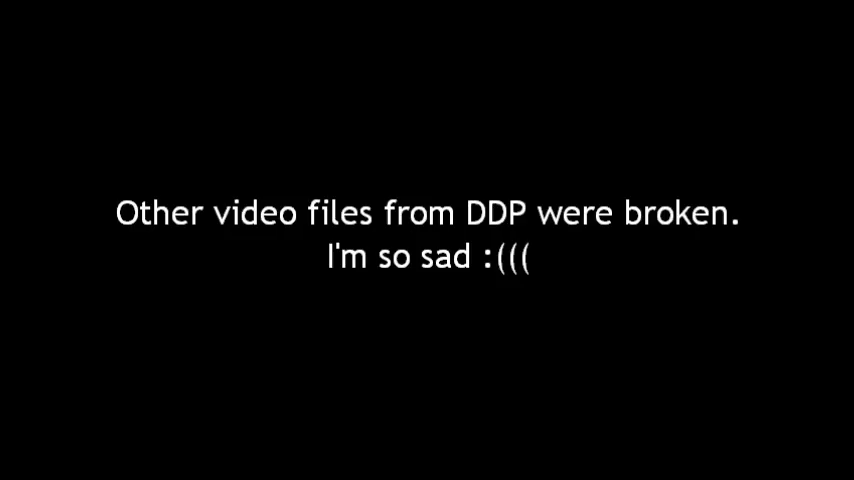 Other video files from DDP were broken.
I'm so sad :(((